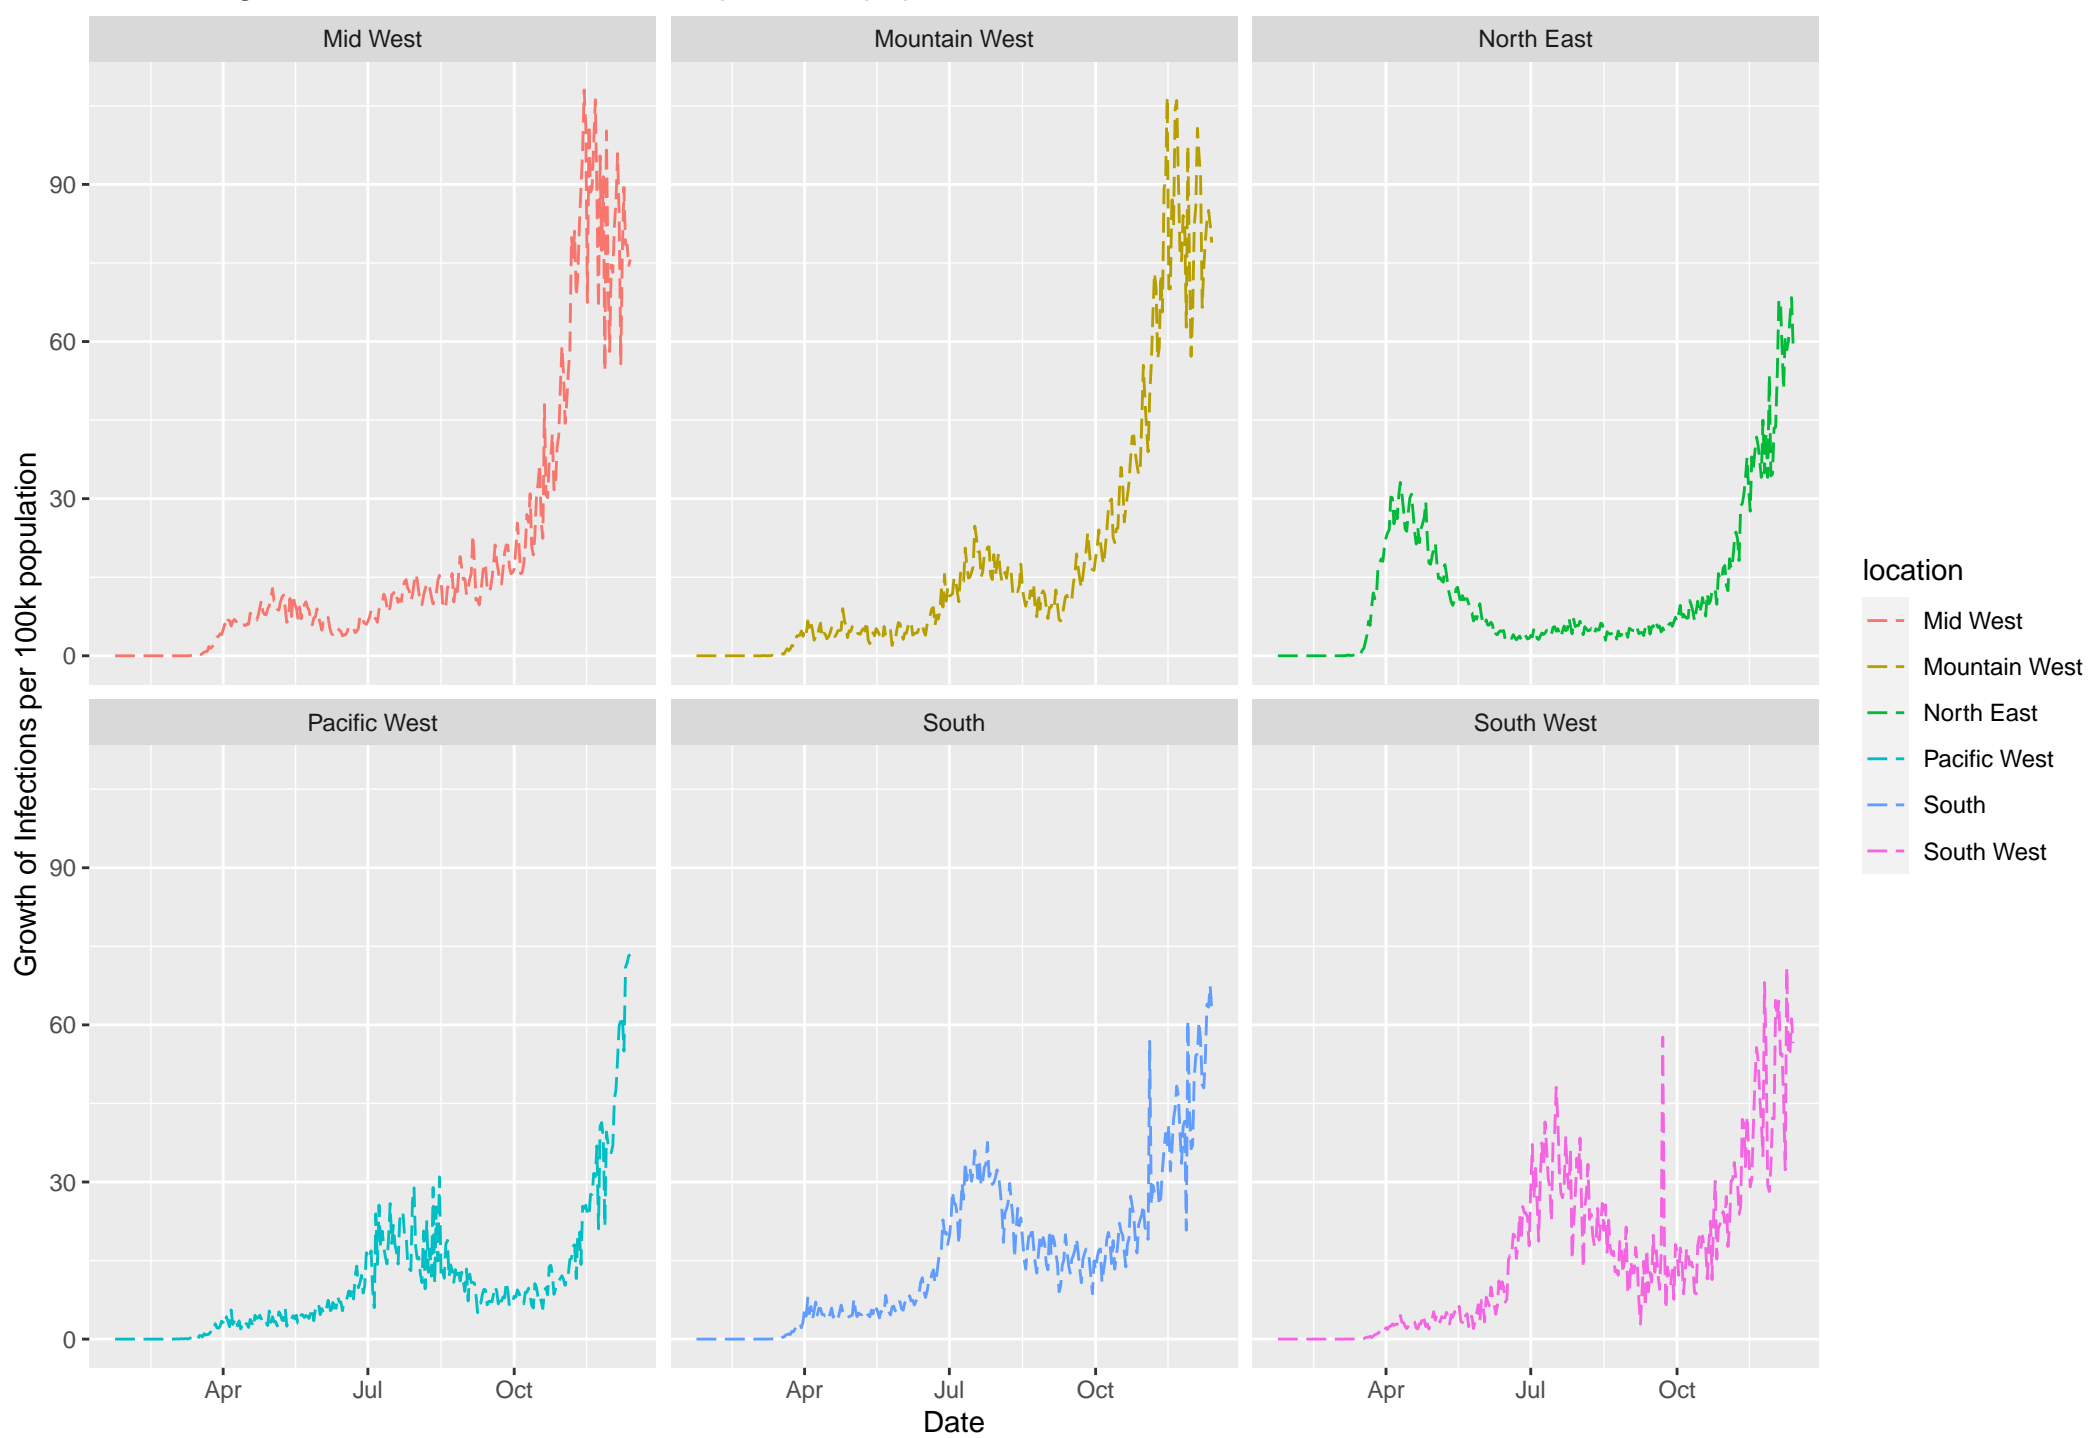 Mid West
Mountain West
North East
90
60
30
0
Pacific West
South
South West
90
60
30
0
Apr
Jul
Oct
Apr
Jul
Oct
Apr
Jul
Oct
Date
Growth of Infections per 100k population
location
Mid West
Mountain West
North East
Pacific West
South
South West